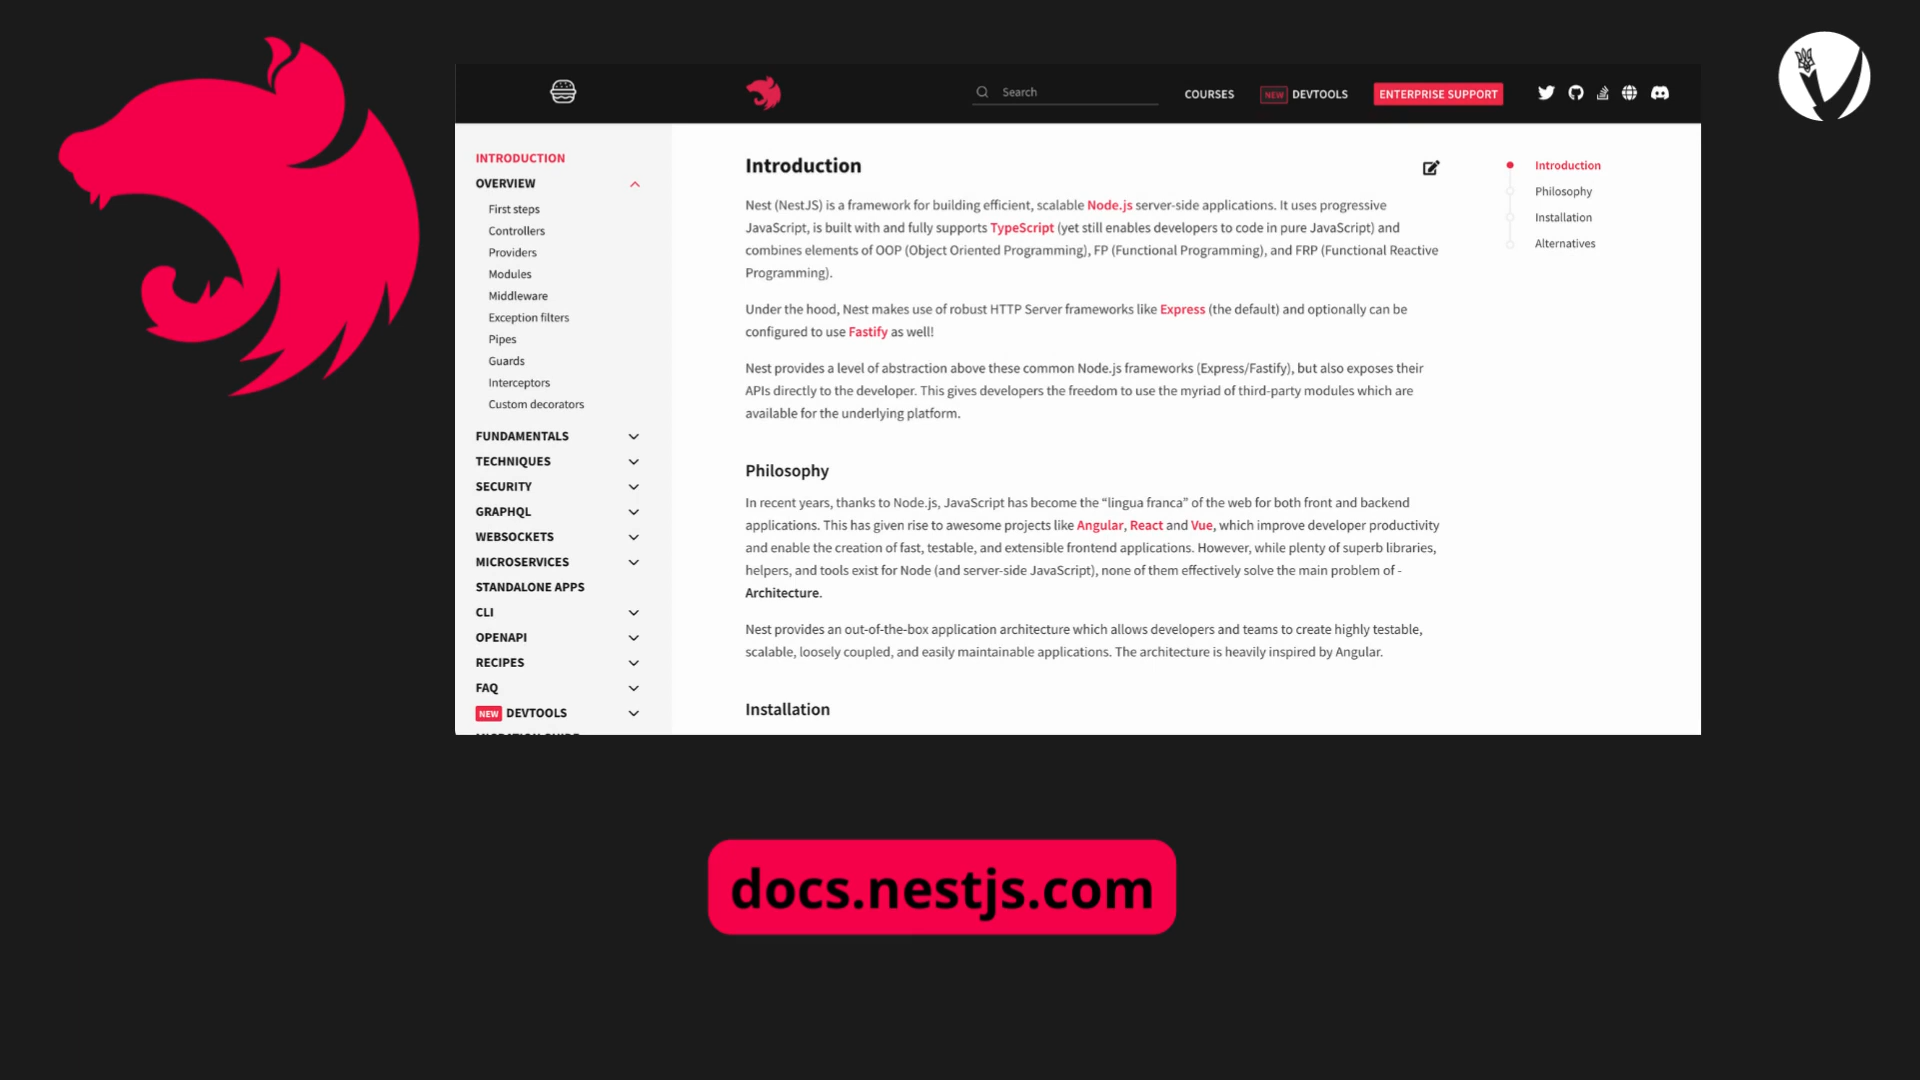 Search
COURSES
NEW DEVTOOLS
ENTERPRISE SUPPORT
INTRODUCTION
OVERVIEW
First steps
Controllers
Providers
Modules
Middleware
Exception filters
Pipes
Guards
Interceptors
Custom decorators
FUNDAMENTALS
TECHNIQUES
SECURITY
GRAPHQL
WEBSOCKETS
MICROSERVICES
STANDALONE APPS
CLI
OPENAPI
RECIPES
FAQ
NEW DEVTOOLS
Introduction
Nest (NestJS) is a framework for building efficient, scalable Node.js server-side applications. It uses progressive
JavaScript, is built with and fully supports TypeScript (yet still enables developers to code in pure JavaScript) and
combines elements of OOP (Object Oriented Programming), FP (Functional Programming), and FRP (Functional Reactive
Programming).
Under the hood, Nest makes use of robust HTTP Server frameworks like Express (the default) and optionally can be
configured to use Fastify as well!
Nest provides a level of abstraction above these common Node.js frameworks (Express/Fastify), but also exposes their
APIs directly to the developer. This gives developers the freedom to use the myriad of third-party modules which are
available for the underlying platform.
Philosophy
In recent years, thanks to Node.js, JavaScript has become the “lingua franca” of the web for both front and backend
applications. This has given rise to awesome projects like Angular, React and Vue, which improve developer productivity
and enable the creation of fast, testable, and extensible frontend applications. However, while plenty of superb libraries,
helpers, and tools exist for Node (and server-side JavaScript), none of them effectively solve the main problem of -
Architecture.
Nest provides an out-of-the-box application architecture which allows developers and teams to create highly testable,
scalable, loosely coupled, and easily maintainable applications. The architecture is heavily inspired by Angular.
Installation
Introduction
Philosophy
Installation
Alternatives
docs.nestjs.com